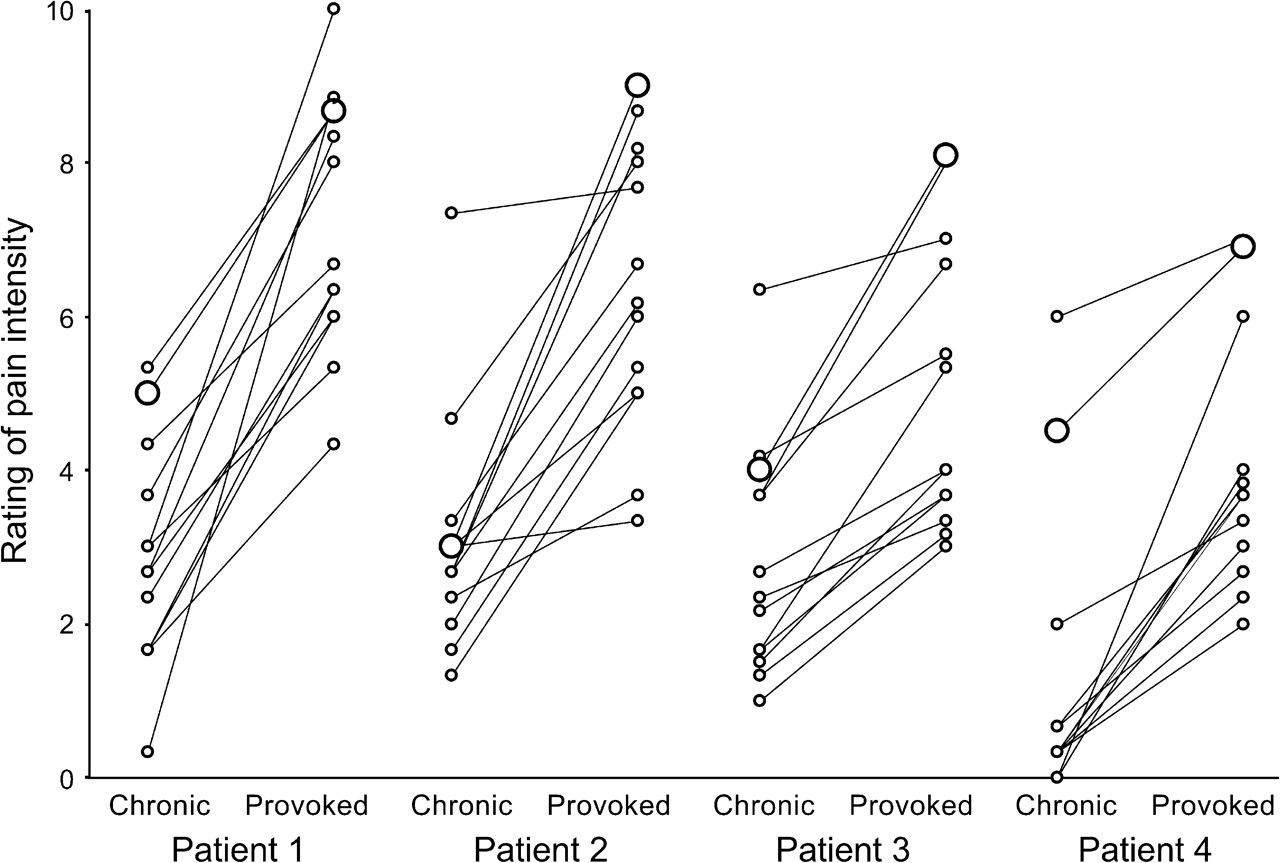 Rating of pain intensity
10
8
6
4
2
0
Chronic Provoked Chronic Provoked Chronic Provoked Chronic Provoked
Patient 1 Patient 2 Patient 3 Patient 4